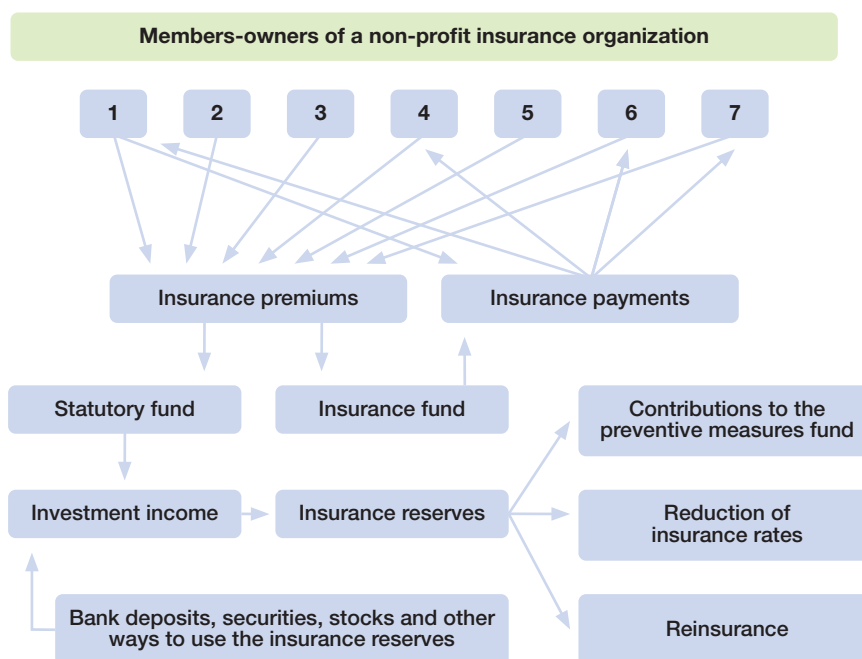 Members-owners of a non-profit insurance organization
1 2 3 4 5 6 7
Insurance premiums
Insurance payments
Statutory fund
Insurance fund
Contributions to the
preventive measures fund
Investment income
Insurance reserves
Reduction of
insurance rates
Bank deposits, securities, stocks and other
ways to use the insurance reserves
Reinsurance